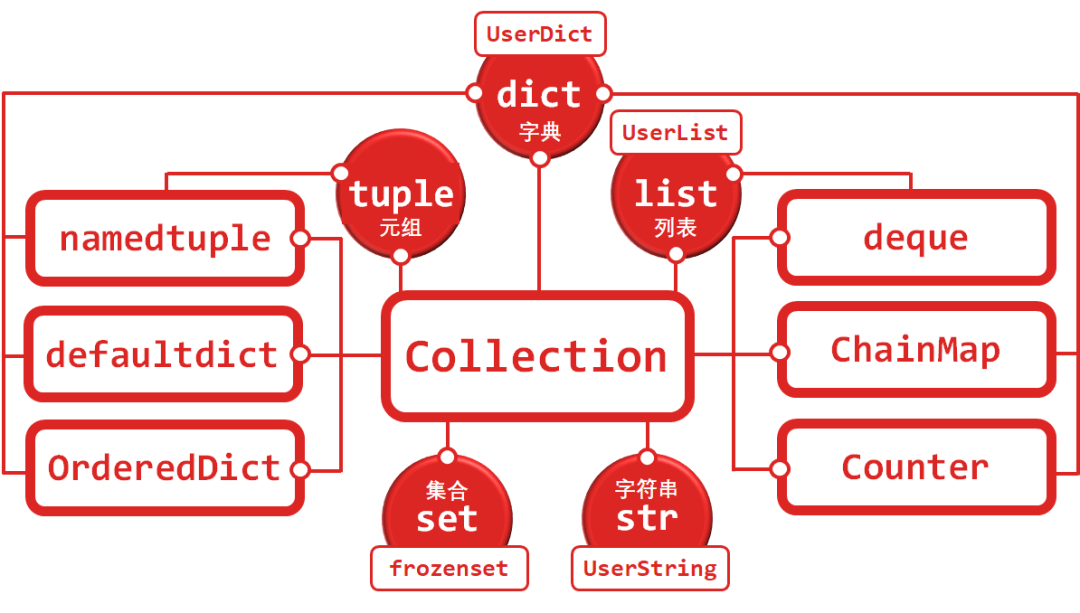 UserDict
dict
字典
UserList
tuple
元组
list
列表
namedtuple
deque
defaultdict
Collection
ChainMap
OrderedDict
Counter
集合
set
字符串
str
frozenset
UserString